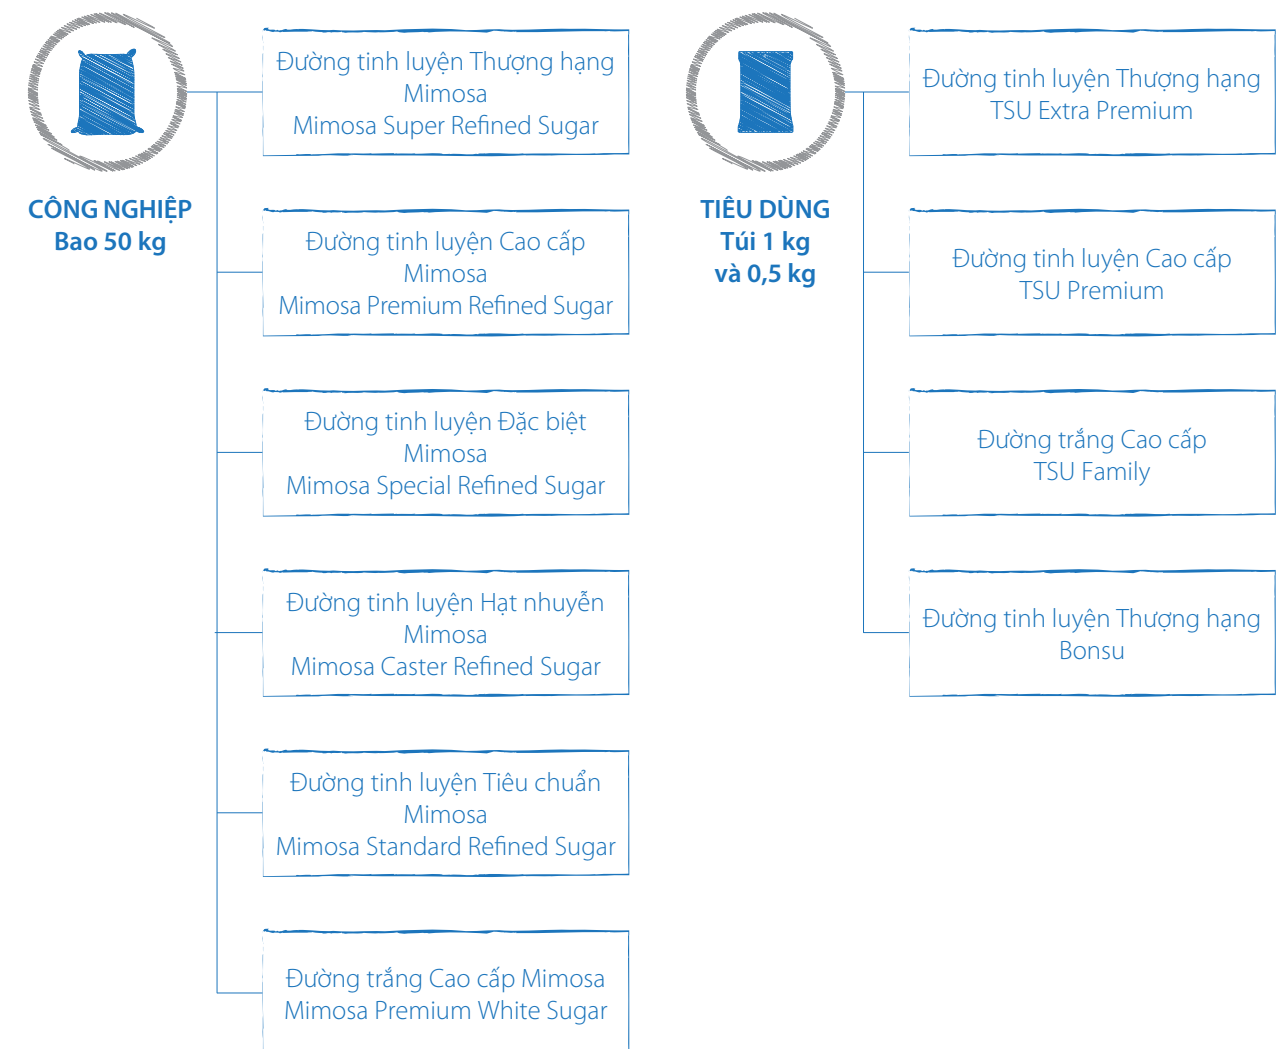 CÔNG NGHIỆP
Bao 50 kg
Đường tinh luyện Thượng hạng
Mimosa
Mimosa Super Refined Sugar
Đường tinh luyện Cao cấp
Mimosa
Mimosa Premium Refined Sugar
Đường tinh luyện Đặc biệt
Mimosa
Mimosa Special Refined Sugar
Đường tinh luyện Hạt nhuyễn
Mimosa
Mimosa Caster Refined Sugar
Đường tinh luyện Tiêu chuẩn
Mimosa
Mimosa Standard Refined Sugar
Đường trắng Cao cấp Mimosa
Mimosa Premium White Sugar
TIÊU DÙNG
Túi 1 kg
và 0,5 kg
Đường tinh luyện Thượng hạng
TSU Extra Premium
Đường tinh luyện Cao cấp
TSU Premium
Đường trắng Cao cấp
TSU Family
Đường tinh luyện Thượng hạng
Bonsu